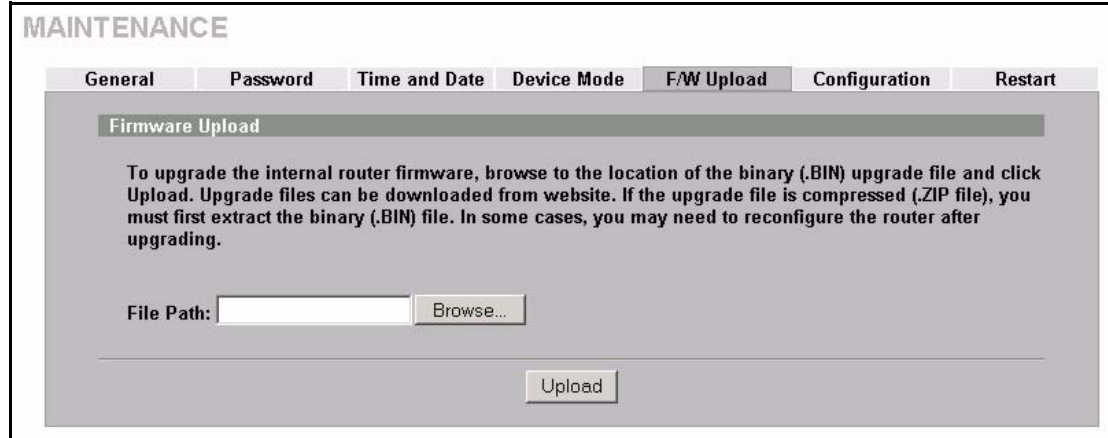 MAINTENANCE
General Password Time and Date Device Mode F/W Upload Configuration Restart
Firmware Upload
To upgrade the internal router firmware, browse to the location of the binary (.BIN) upgrade file and click
Upload. Upgrade files can be downloaded from website. If the upgrade file is compressed (.ZIP file), you
must first extract the binary (.BIN) file. In some cases, you may need to reconfigure the router after
upgrading.
File Path: Browse...
Upload